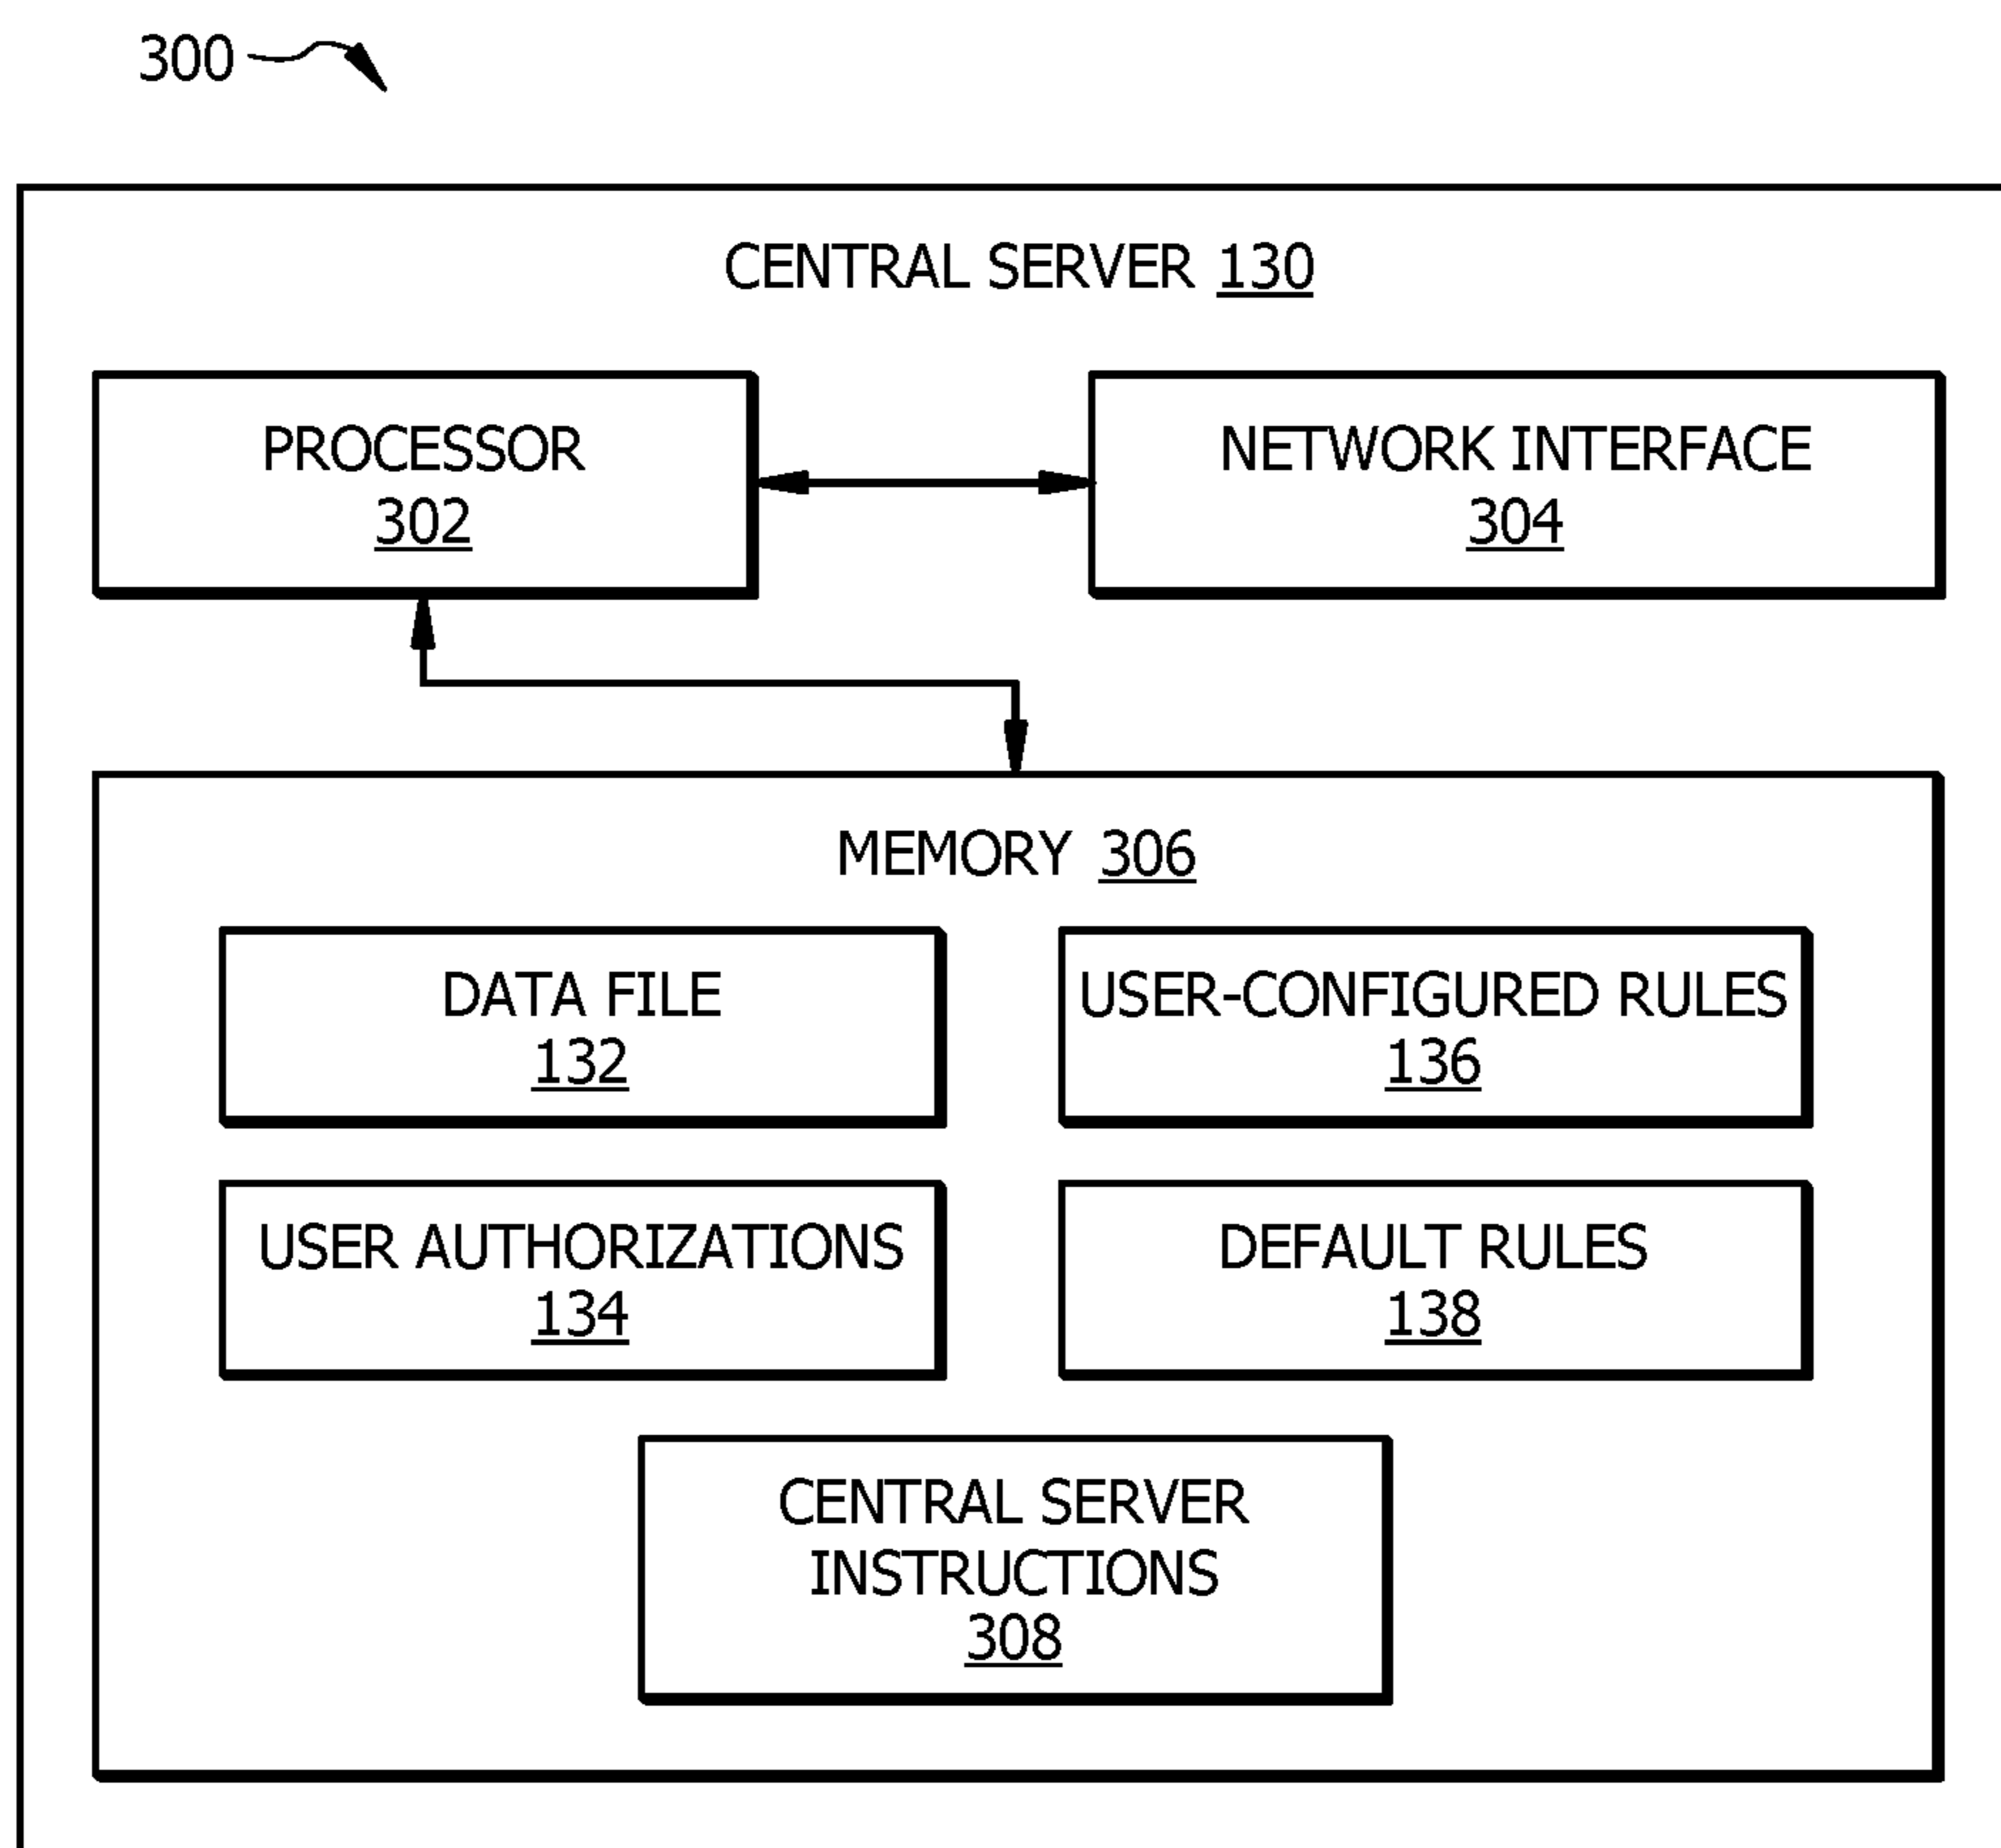 300
CENTRAL SERVER 130
PROCESSOR
302
NETWORK INTERFACE
304
MEMORY 306
DATA FILE
132
USER-CONFIGURED RULES
136
USER AUTHORIZATIONS
134
DEFAULT RULES
138
CENTRAL SERVER
INSTRUCTIONS
308